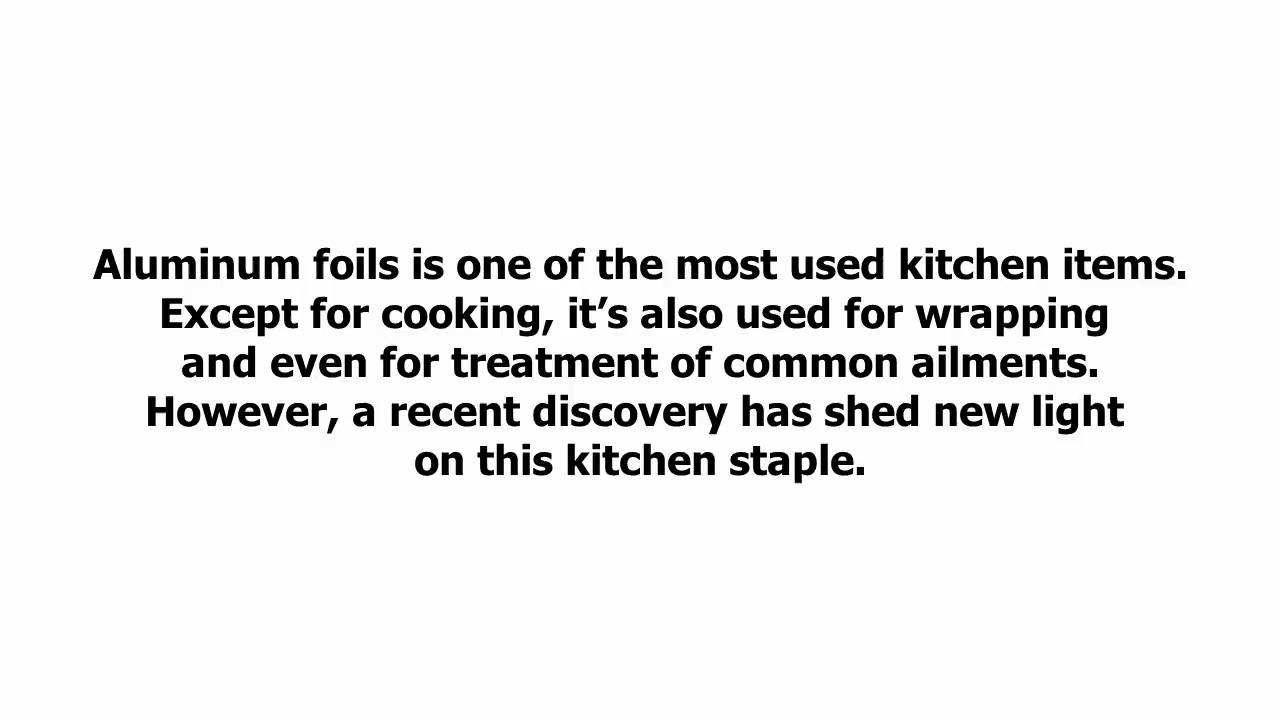 Aluminum foils is one of the most used kitchen items.
Except for cooking, it’s also used for wrapping
and even for treatment of common ailments.
However, a recent discovery has shed new light
on this kitchen staple.